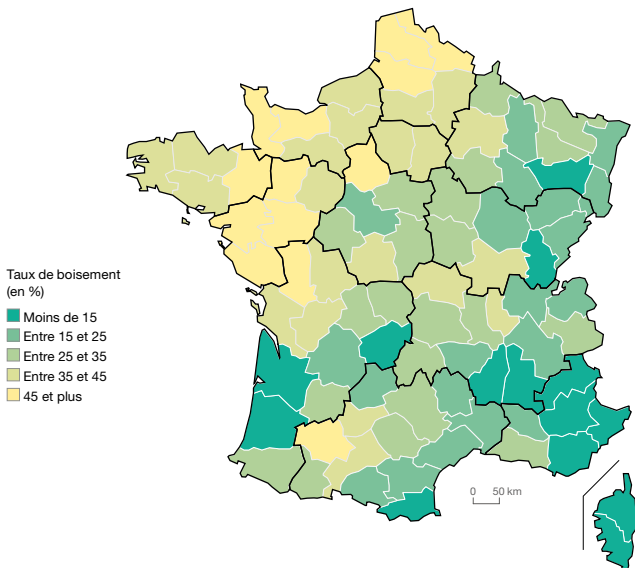 Taux de boisement
(en %)
Moins de 15
Entre 15 et 25
Entre 25 et 35
Entre 35 et 45
45 et plus
0 50 km